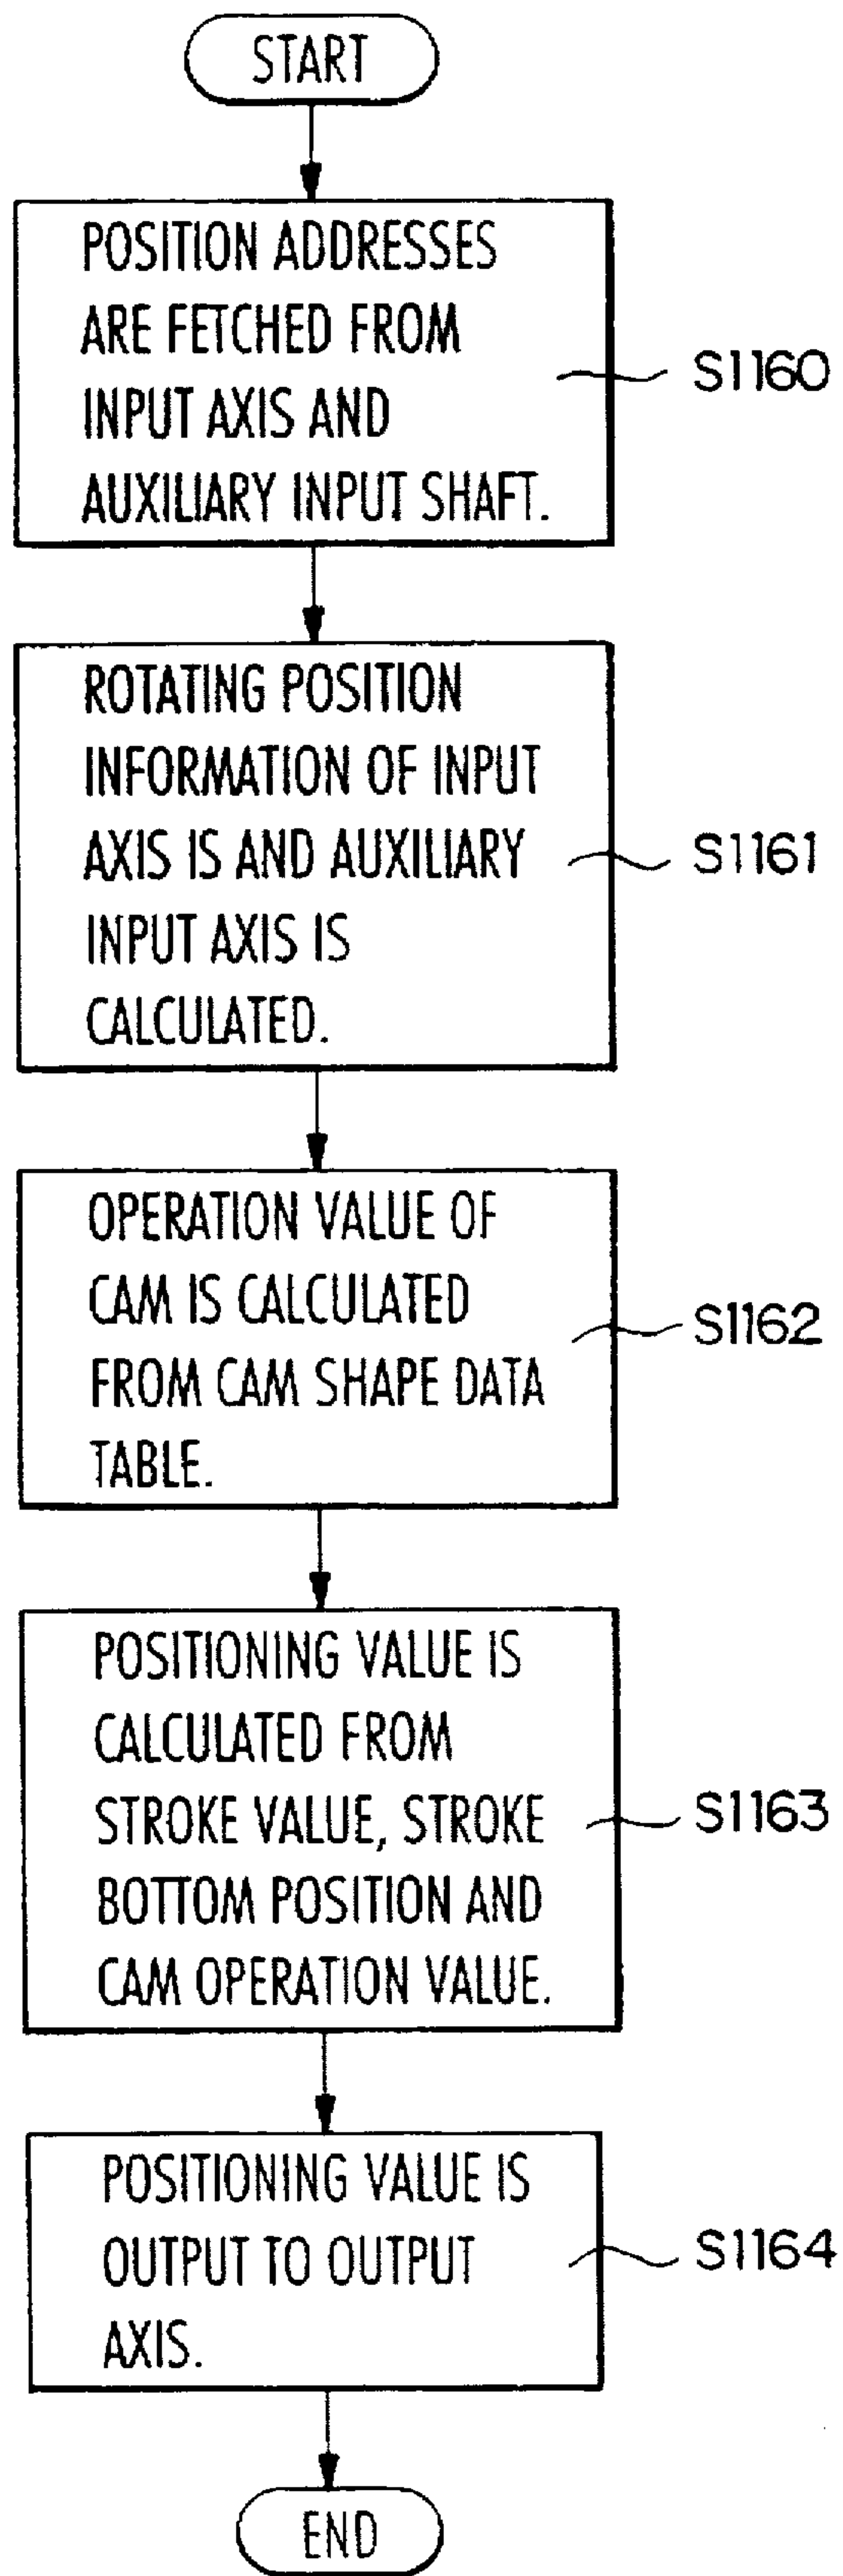 START
POSITION ADDRESSES
ARE FETCHED FROM
INPUT AXIS AND
AUXILIARY INPUT SHAFT.
S1160
ROTATING POSITION
INFORMATION OF INPUT
AXIS IS AND AUXILIARY
INPUT AXIS IS
CALCULATED.
S1161
OPERATION VALUE OF
CAM IS CALCULATED
FROM CAM SHAPE DATA
TABLE.
S1162
POSITIONING VALUE IS
CALCULATED FROM
STROKE VALUE, STROKE
BOTTOM POSITION AND
CAM OPERATION VALUE.
S1163
POSITIONING VALUE IS
OUTPUT TO OUTPUT
AXIS.
S1164
END